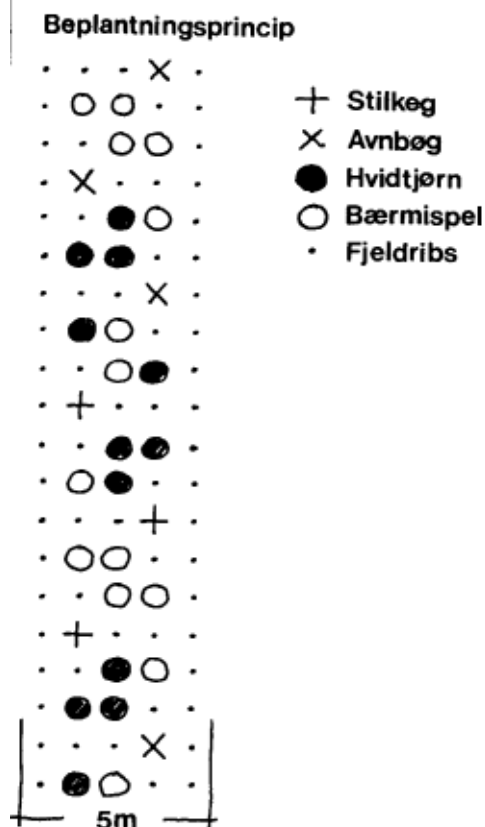 Beplantningsprincip
+ Stilkeg
× Avnbøg
● Hvidtjørn
○ Bærmispel
· Fjeldribs
5m